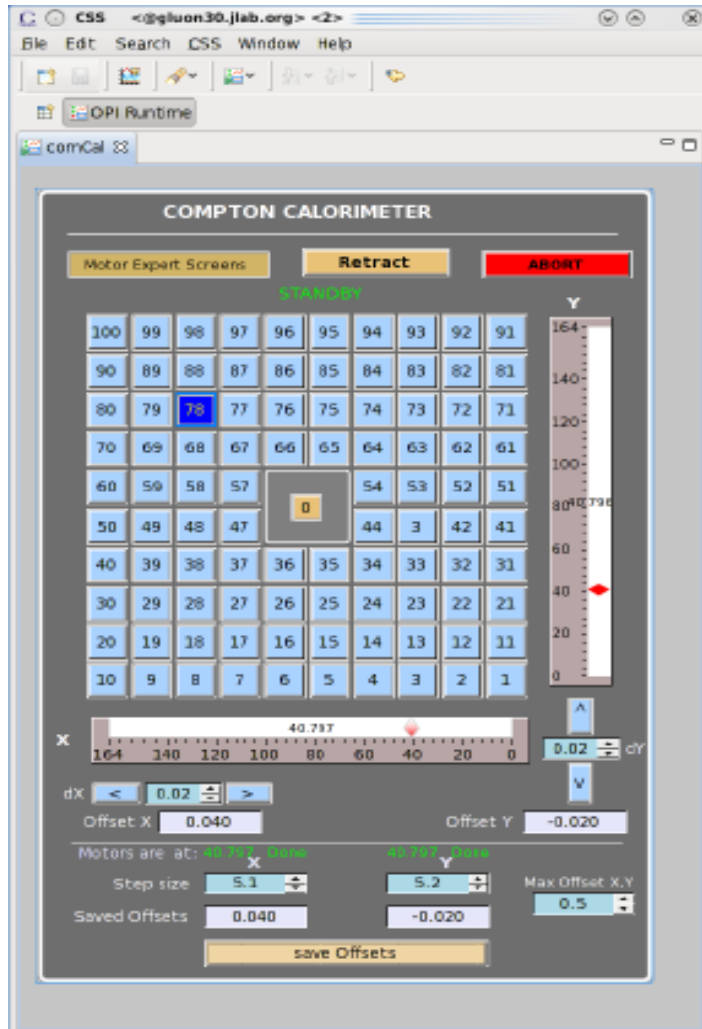 CSS <@gluon30.jlab.org> <2>
File Edit Search CSS Window Help
OPI Runtime
comCal
COMPTON CALORIMETER
Motor Expert Screens Retract ABORT
STANDBY
Y
100 99 98 97 96 95 94 93 92 91
90 89 88 87 86 85 84 83 82 81
80 79 78 77 76 75 74 73 72 71
70 69 68 67 66 65 64 63 62 61
60 59 58 57 54 53 52 51
0
50 49 48 47 44 3 42 41
40 39 38 37 36 35 34 33 32 31
30 29 28 27 26 25 24 23 22 21
20 19 18 17 16 15 14 13 12 11
10 9 8 7 6 5 4 3 2 1
164
140
120
100
80 40.796
60
40
20
0
40.797
X
164 140 120 100 80 60 40 20 0
^
0.02 dY
v
dX < 0.02 >
Offset X 0.040 Offset Y -0.020
Motors are at: 40.797 Done 40.797 Done
X Y
Step size 5.1 5.2 Max Offset X,Y
0.5
Saved Offsets 0.040 -0.020
save Offsets